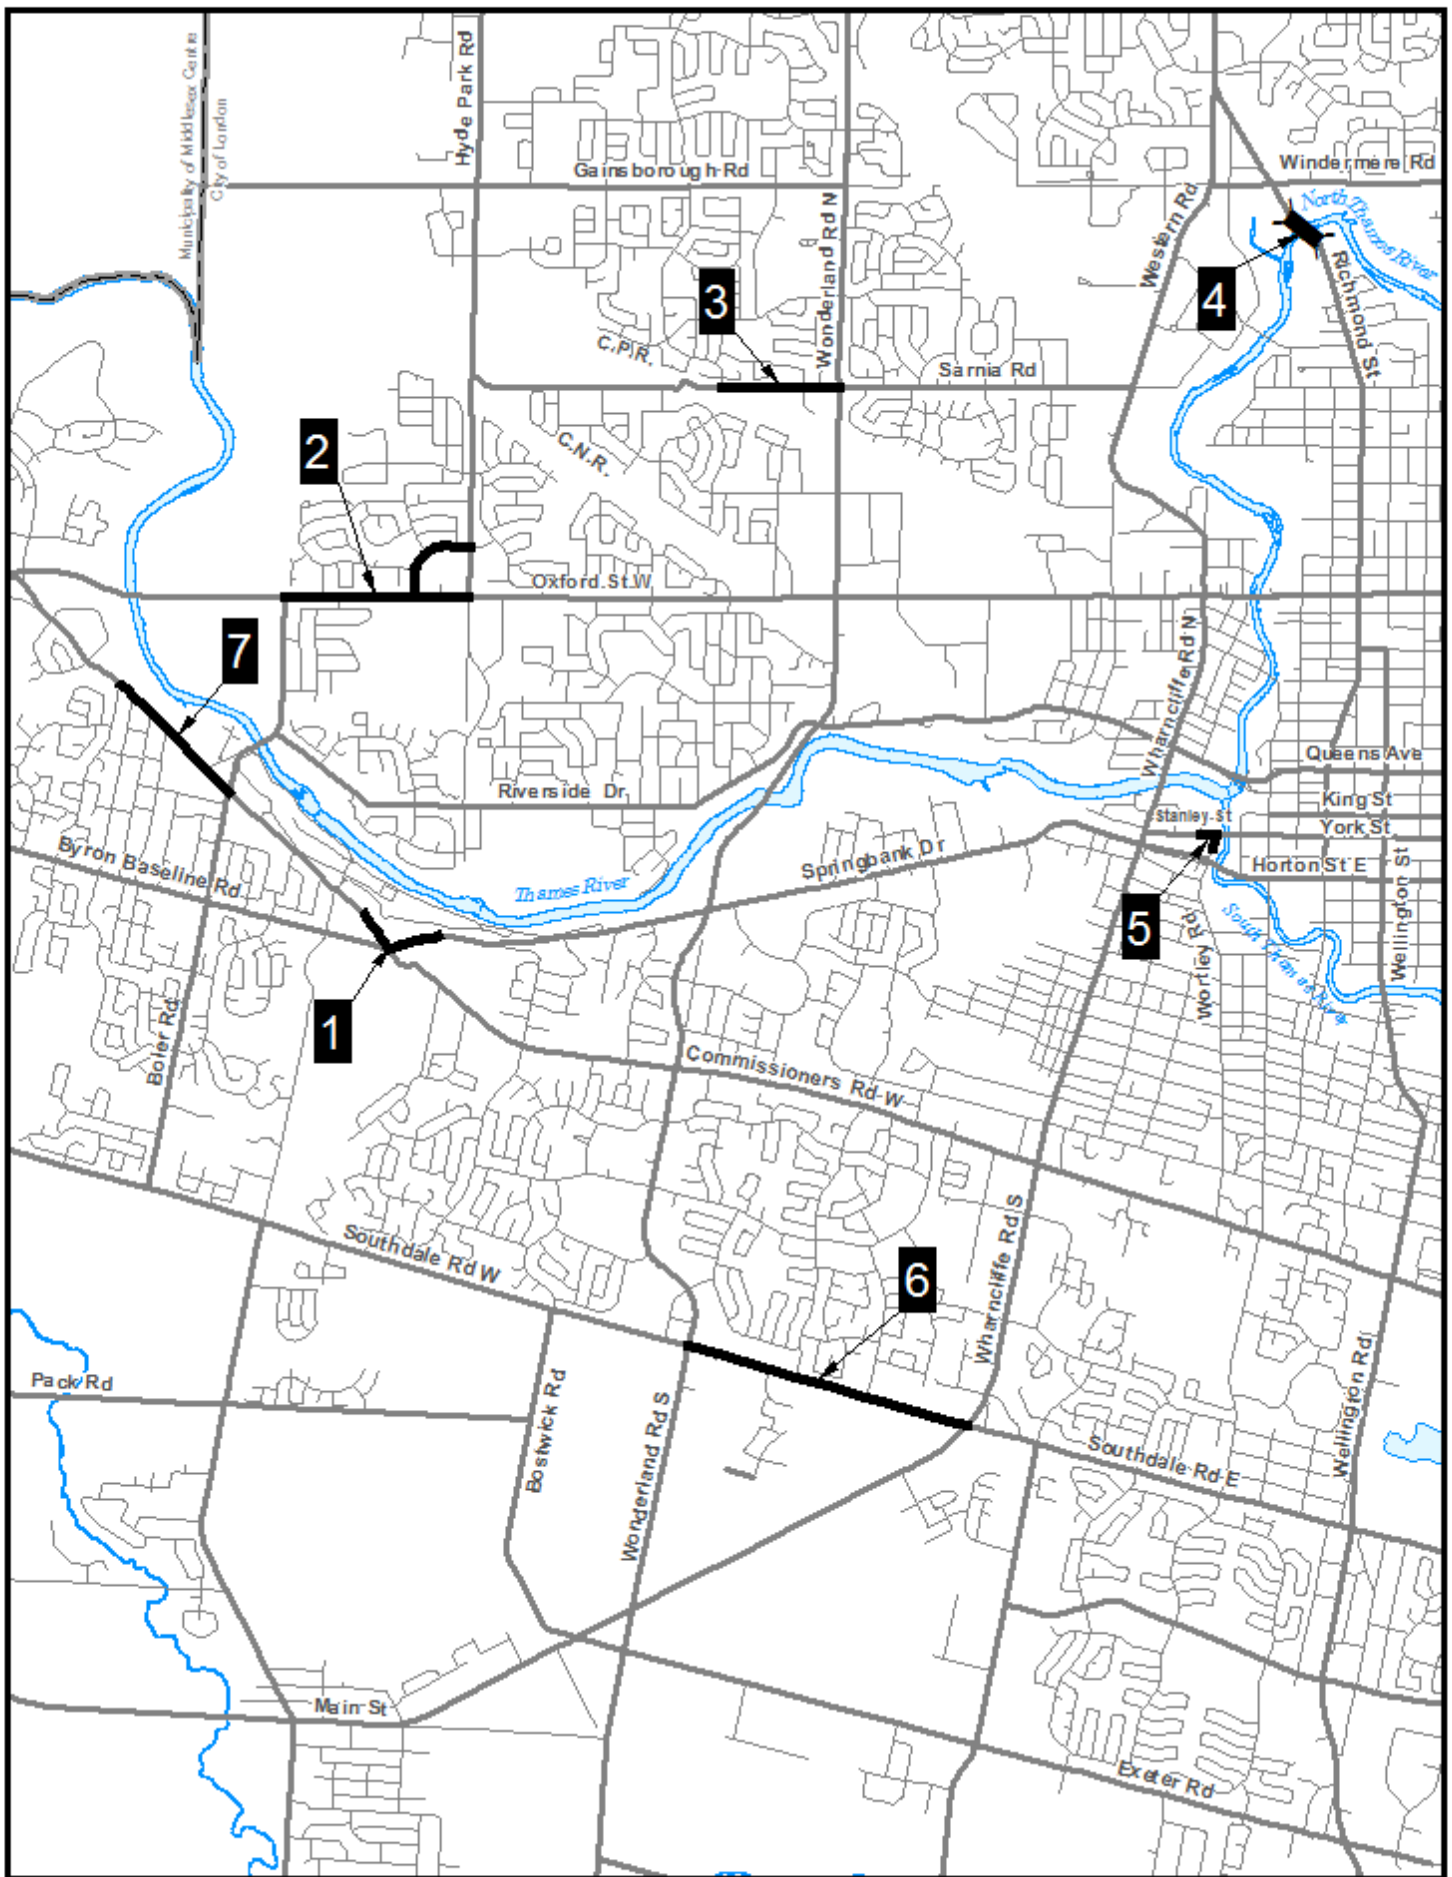 Municipality of Middlesex Centre
City of London
Hyde Park Rd
Gainsborough Rd
Windermere Rd
Wonderland Rd N
Western Rd
North Thames River
4
Richmond St
3
C.P.R.
Sarnia Rd
2
C.N.R.
Oxford St W
7
Wharncliffe Rd N
Queens Ave
Riverside Dr
King St
Stanley St
York St
Byron Baseline Rd
Springbank Dr
Horton St E
Thames River
5
Wortley Rd
South Thames River
Wellington St
1
Boler Rd
Commissioners Rd W
Southdale Rd W
6
Wharncliffe Rd S
Pack Rd
Bostwick Rd
Wonderland Rd S
Wellington Rd
Southdale Rd E
Main St
Exeter Rd